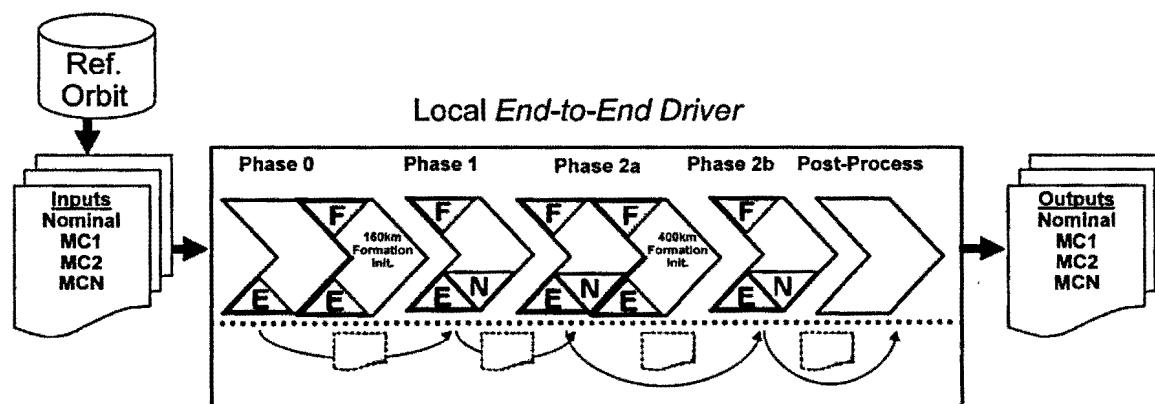 Ref.
Orbit
Local End-to-End Driver
Phase 0 Phase 1 Phase 2a Phase 2b Post-Process
Inputs
Nominal
MC1
MC2
MCN
F F F F F
160km
Formation
Init.
400km
Formation
Init.
E E E N E N E E N
Outputs
Nominal
MC1
MC2
MCN